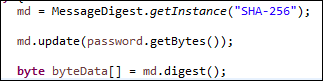 md = MessageDigest.getInstance("SHA-256");
md.update(password.getBytes());
byte byteData[] = md.digest();